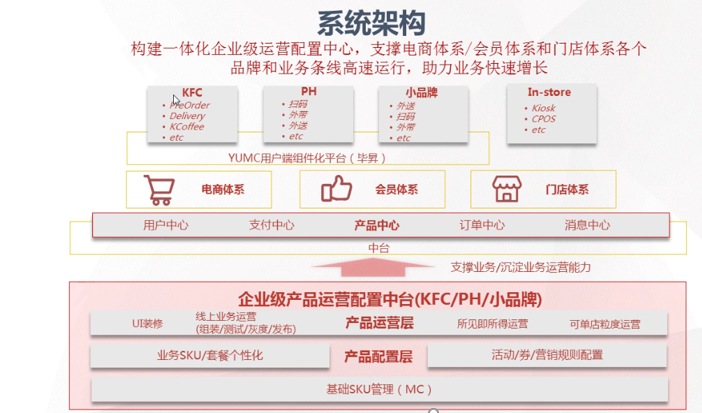 系统架构
构建一体化企业级运营配置中心，支撑电商体系/会员体系和门店体系各个
品牌和业务条线高速运行，助力业务快速增长
KFC
• PreOrder
• Delivery
• KCoffee
• etc
PH
• 扫码
• 外带
• 外送
• etc
小品牌
• 外送
• 扫码
• 外带
• etc
In-store
• Kiosk
• CPOS
• etc
YUMC用户端组件化平台（毕昇）
电商体系
会员体系
门店体系
用户中心
支付中心
产品中心
订单中心
消息中心
中台
支撑业务/沉淀业务运营能力
企业级产品运营配置中台(KFC/PH/小品牌)
UI装修
线上业务运营
(组装/测试/灰度/发布)
产品运营层
所见即所得运营
可单店粒度运营
业务SKU/套餐个性化
产品配置层
活动/券/营销规则配置
基础SKU管理（MC）